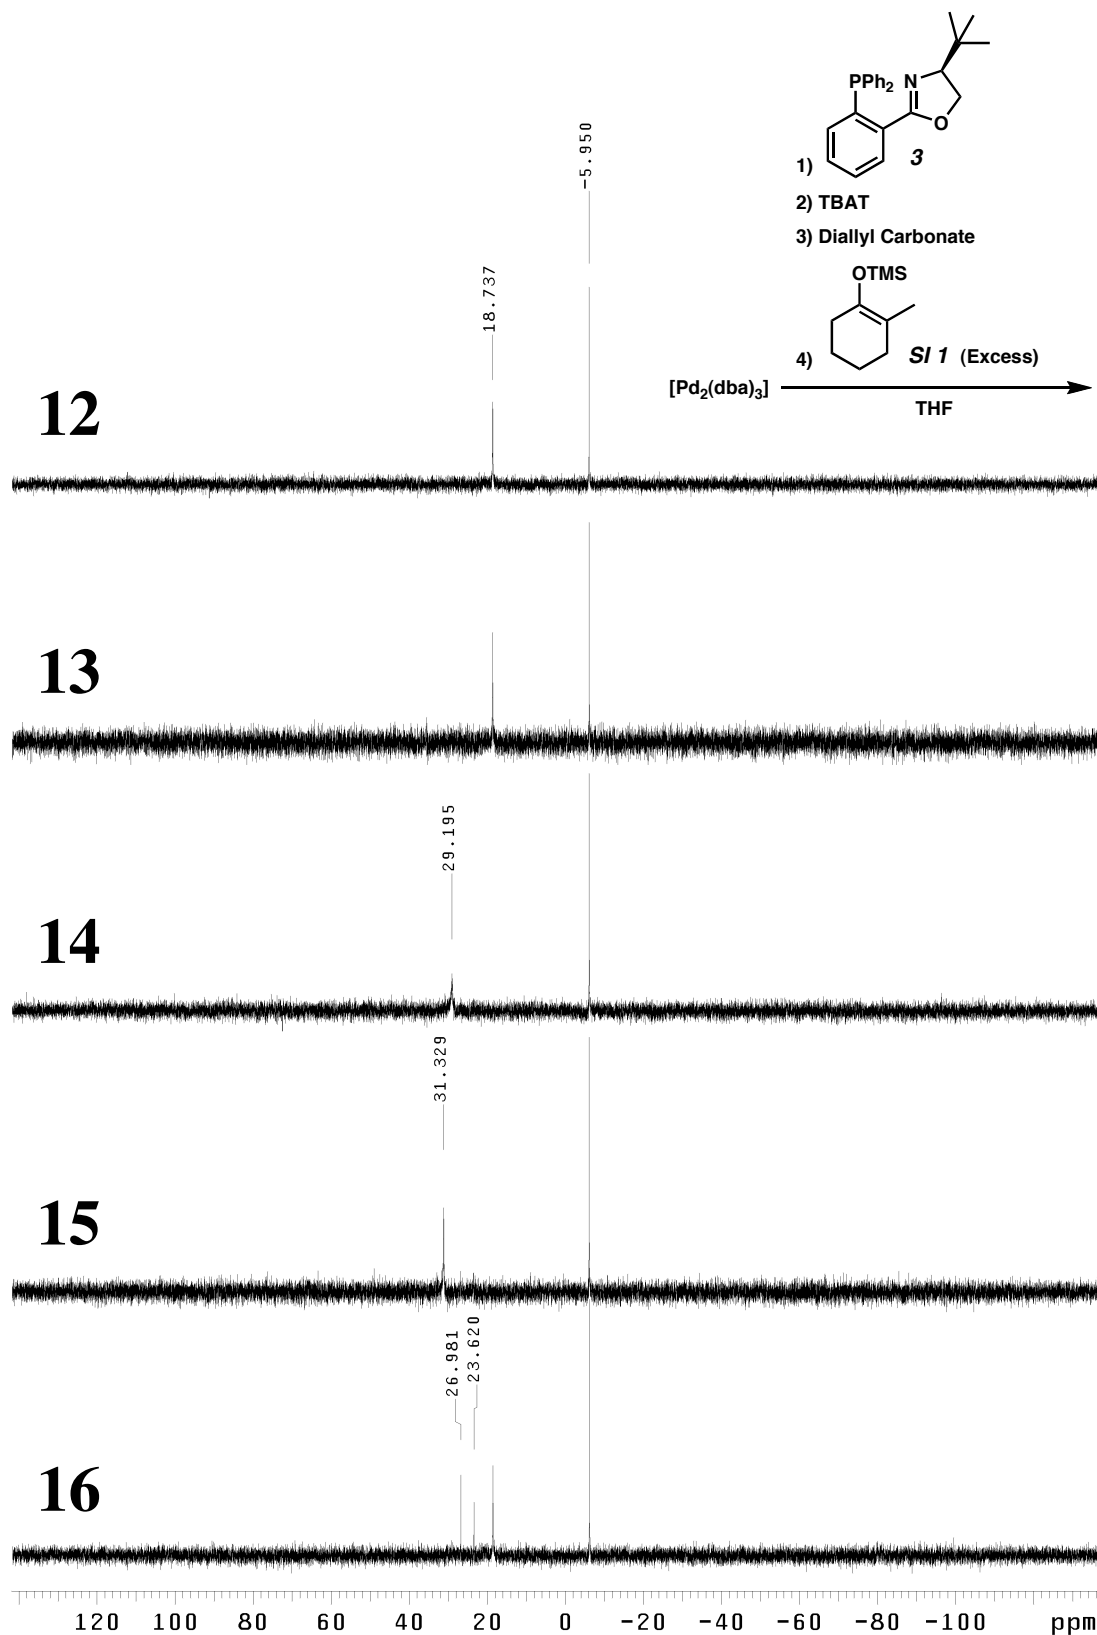 PPh2
N
O
1)
3
2) TBAT
3) Diallyl Carbonate
OTMS
4)
SI 1 (Excess)
[Pd2(dba)3]
THF
-5.950
18.737
12
13
29.195
14
31.329
15
26.981
23.620
16
120 100 80 60 40 20 0 -20 -40 -60 -80 -100 ppm